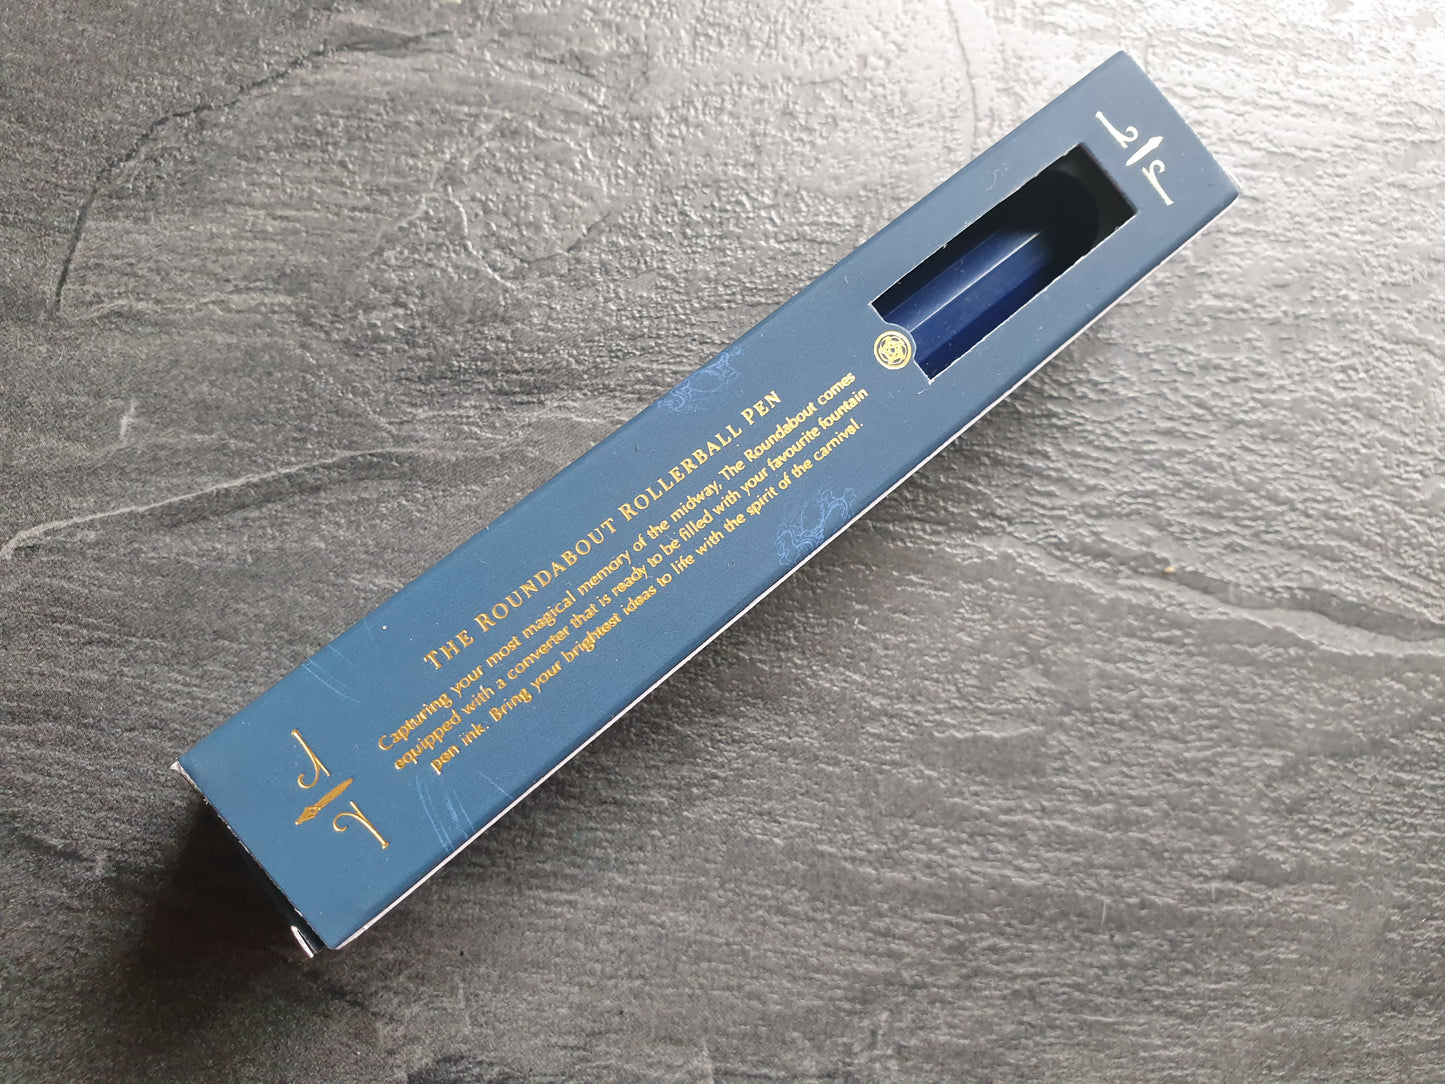 THE ROUNDABOUT ROLLERBALL PEN
Capturing your most magical memory of the midway, The Roundabout comes
equipped with a converter that is ready to be filled with your favourite fountain
pen ink. Bring your brightest ideas to life with the spirit of the carnival.